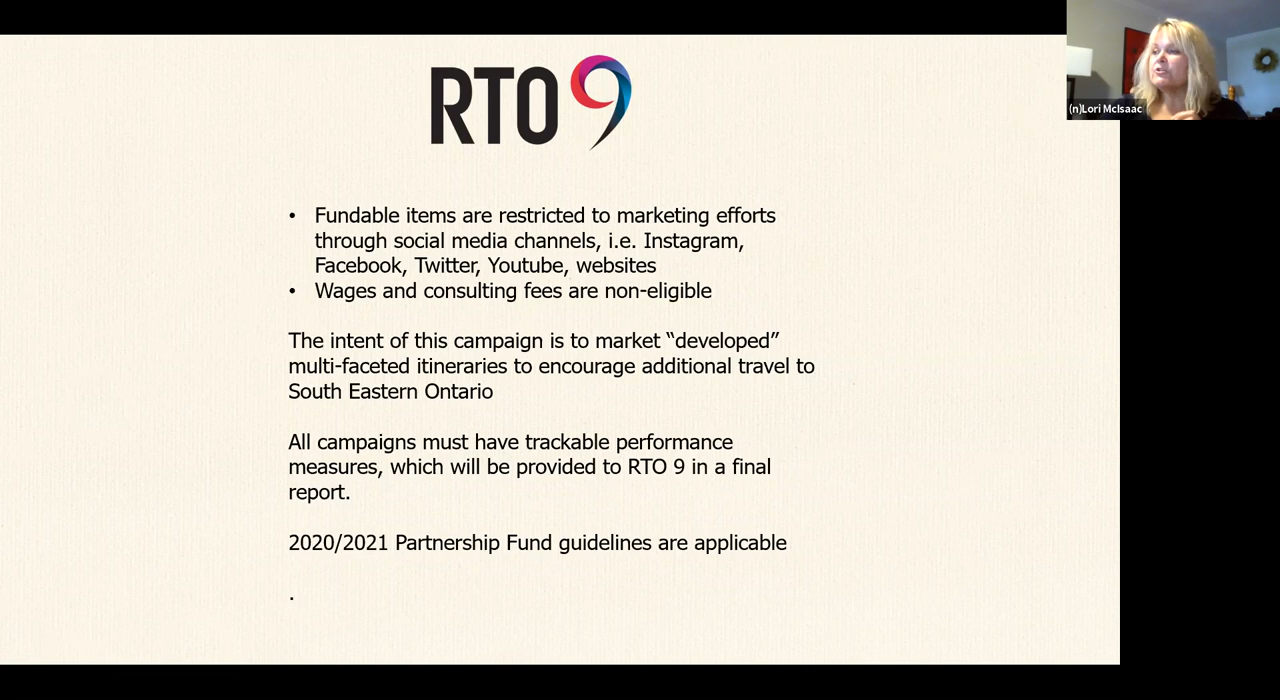 RTO 9
(n)Lori McIsaac
• Fundable items are restricted to marketing efforts
through social media channels, i.e. Instagram,
Facebook, Twitter, Youtube, websites
• Wages and consulting fees are non-eligible
The intent of this campaign is to market “developed”
multi-faceted itineraries to encourage additional travel to
South Eastern Ontario
All campaigns must have trackable performance
measures, which will be provided to RTO 9 in a final
report.
2020/2021 Partnership Fund guidelines are applicable
.